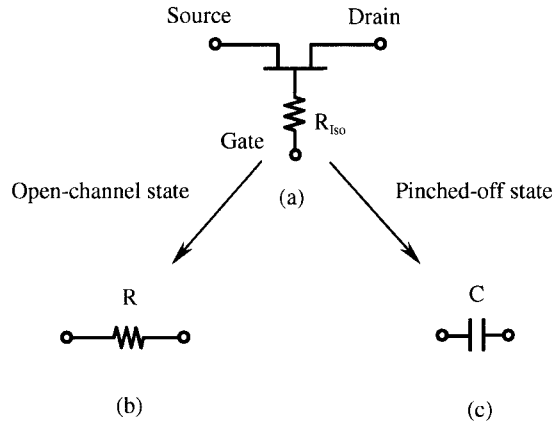 Source
Drain
R_Iso
Gate
Open-channel state
(a)
Pinched-off state
R
C
(b)
(c)